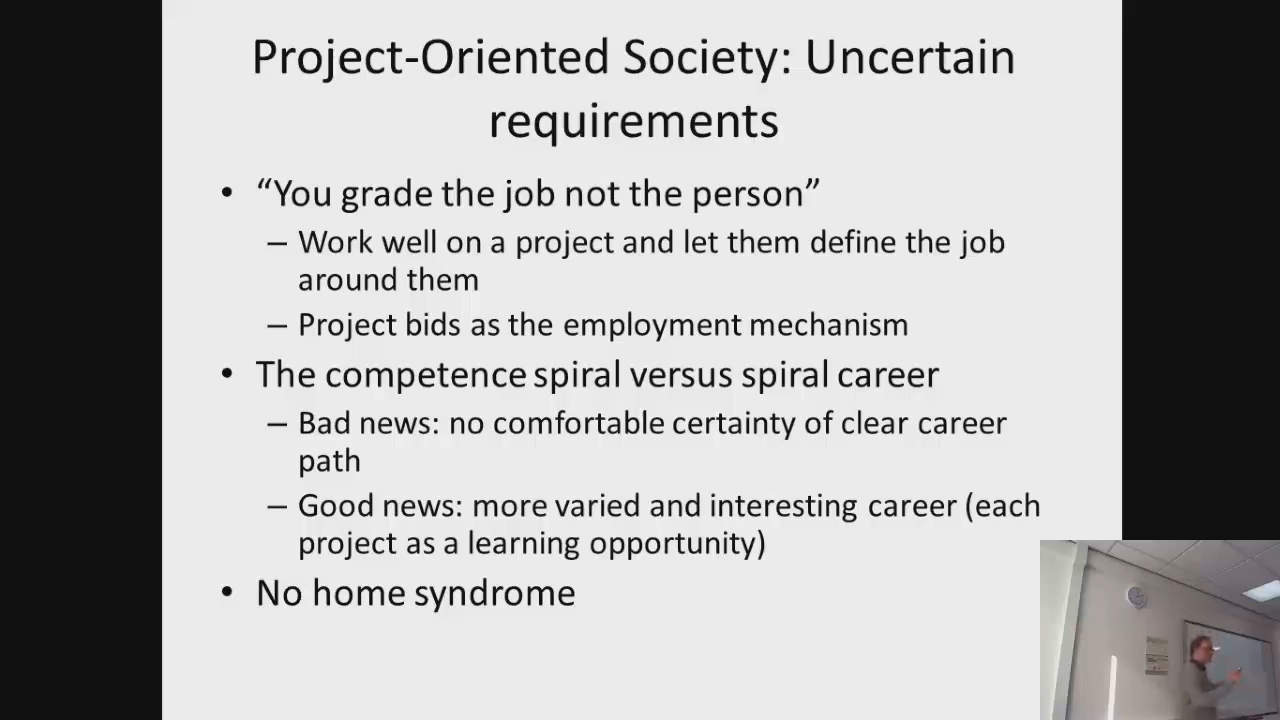 Project-Oriented Society: Uncertain
requirements
• “You grade the job not the person”
– Work well on a project and let them define the job
around them
– Project bids as the employment mechanism
• The competence spiral versus spiral career
– Bad news: no comfortable certainty of clear career
path
– Good news: more varied and interesting career (each
project as a learning opportunity)
• No home syndrome